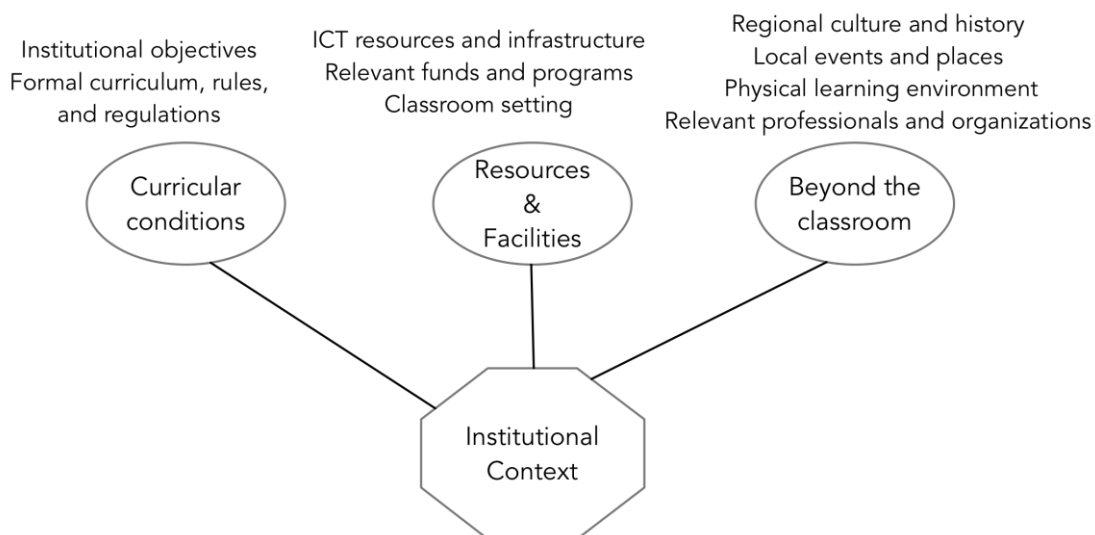 Institutional objectives
Formal curriculum, rules,
and regulations
Curricular
conditions
ICT resources and infrastructure
Relevant funds and programs
Classroom setting
Resources
&
Facilities
Regional culture and history
Local events and places
Physical learning environment
Relevant professionals and organizations
Beyond the
classroom
Institutional
Context